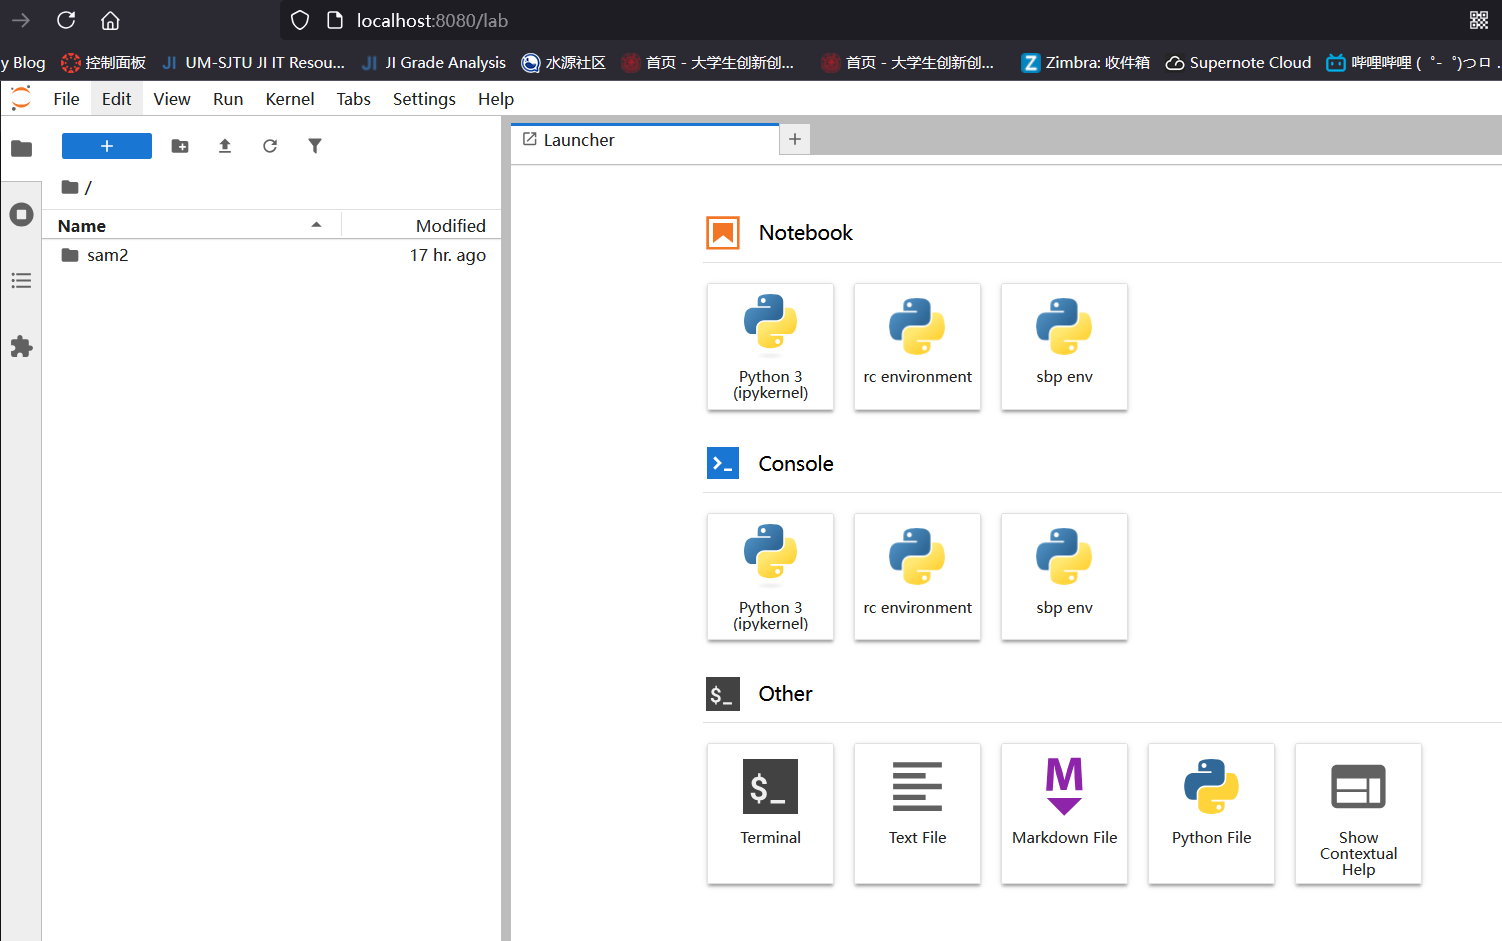 localhost:8080/lab
y Blog
控制面板
JI UM-SJTU JI IT Resou...
JI JI Grade Analysis
水源社区
首页 - 大学生创新创...
首页 - 大学生创新创...
Z Zimbra: 收件箱
Supernote Cloud
哔哩哔哩 (゜-゜)つロ .
File Edit View Run Kernel Tabs Settings Help
+
Launcher
+
/
Name Modified
sam2 17 hr. ago
Notebook
Python 3
(ipykernel)
rc environment
sbp env
Console
Python 3
(ipykernel)
rc environment
sbp env
$_ Other
$_
Terminal
Text File
M
Markdown File
Python File
Show
Contextual
Help